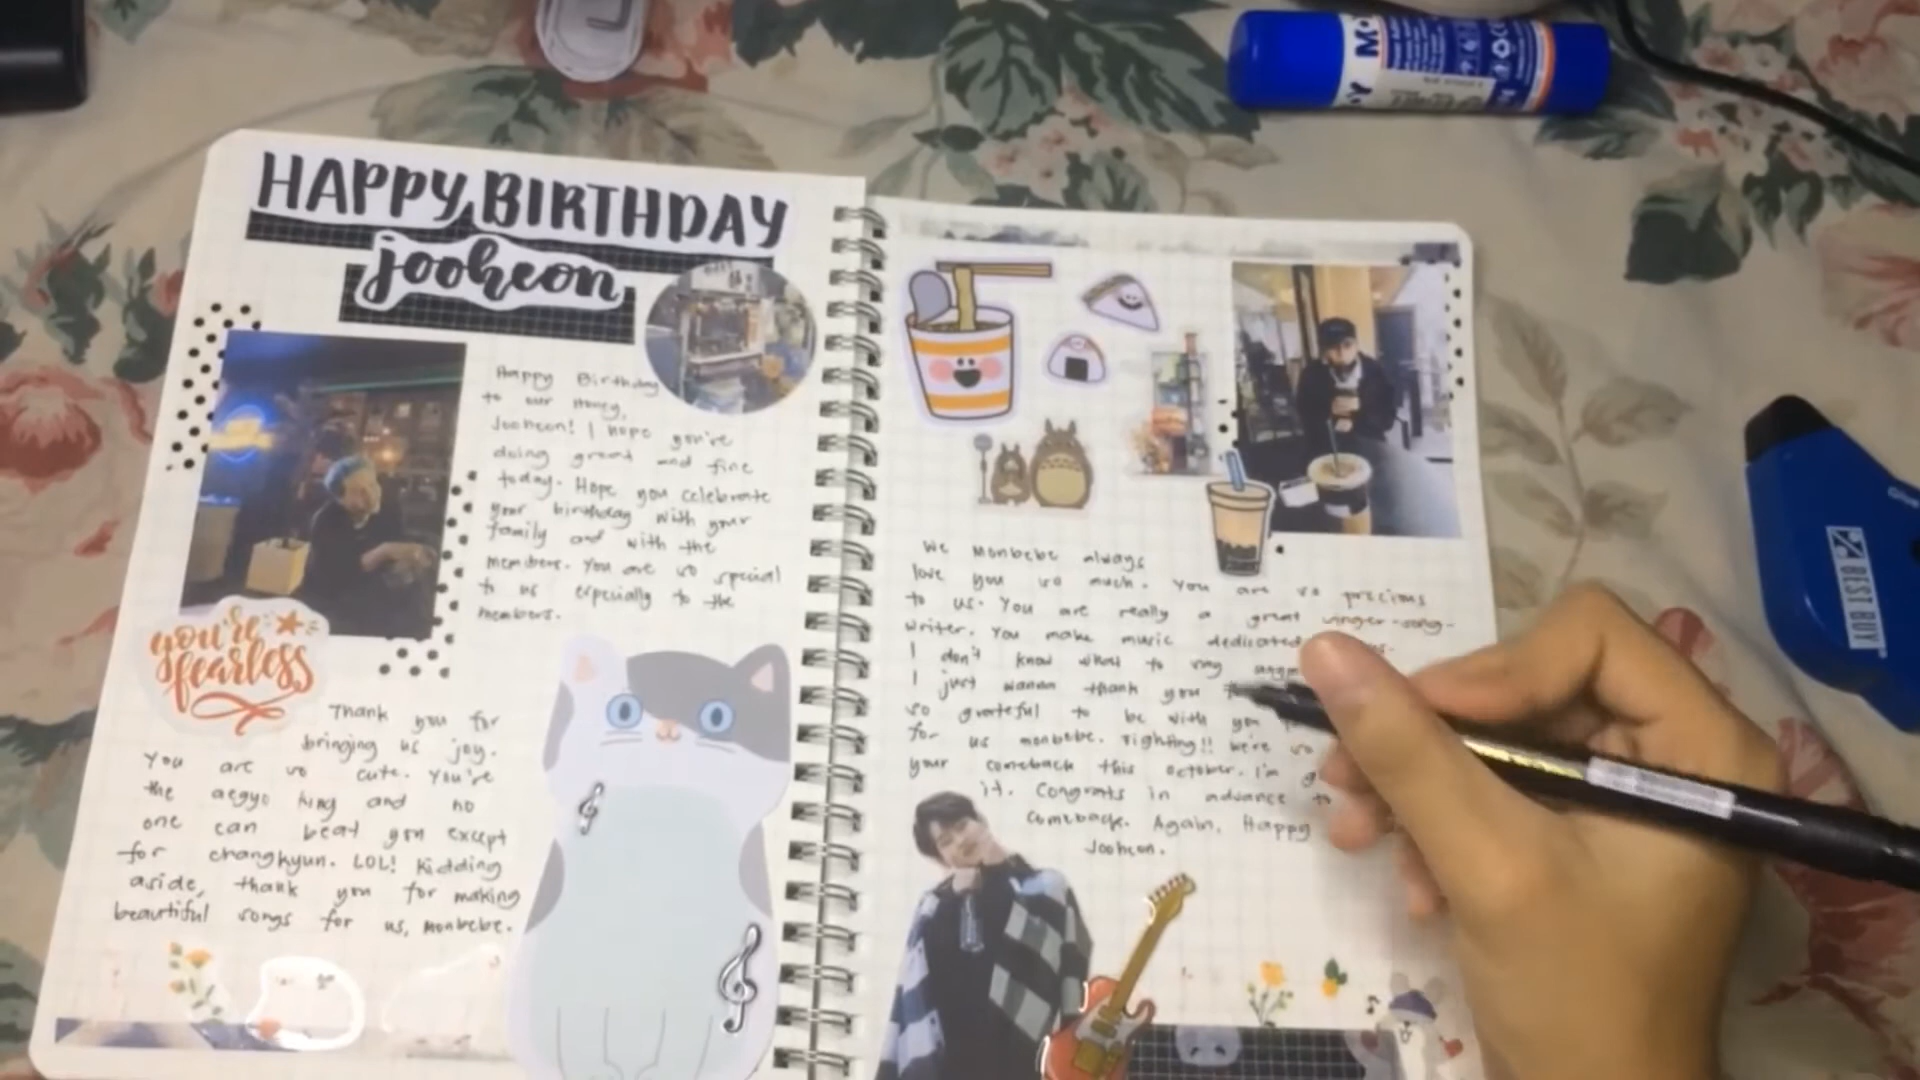 HAPPY BIRTHDAY
jooheon
Happy Birthday
to our Honey,
Jooheon! I hope you're
doing great and fine
today. Hope you celebrate
your birthday with your
family and with the
members. You are so special
to us especially to the
members.
you're
fearless
Thank you for
bringing us joy.
You are so cute. You're
the aegyo king and no
one can beat you except
for changkyun. LOL! Kidding
aside, thank you for making
beautiful songs for us, monbebe.
We Monbebe always
love you so much. You are so precious
to us. You are really a great singer-song-
writer. You make music dedicated
I don't know what to say
I just wanna thank you
so grateful to be with you
for us monbebe. Fighting!! We're so
your comeback this october. I'm
it. Congrats in advance to
comeback. Again, Happy
Jooheon.
BEST BUY